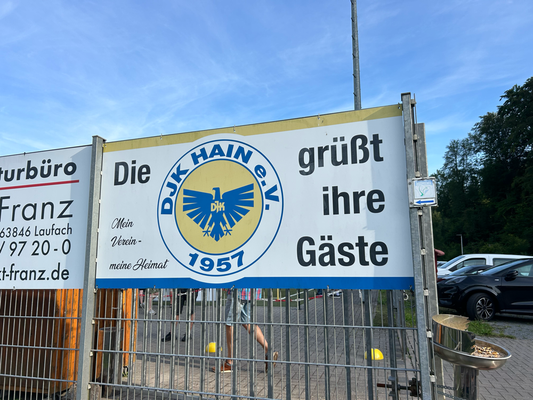 turbüro
Franz
63846 Laufach
/ 97 20 - 0
kt-franz.de
Die
DJK HAIN e.V.
DJK
1957
Mein
Verein -
meine Heimat
grüßt
ihre
Gäste